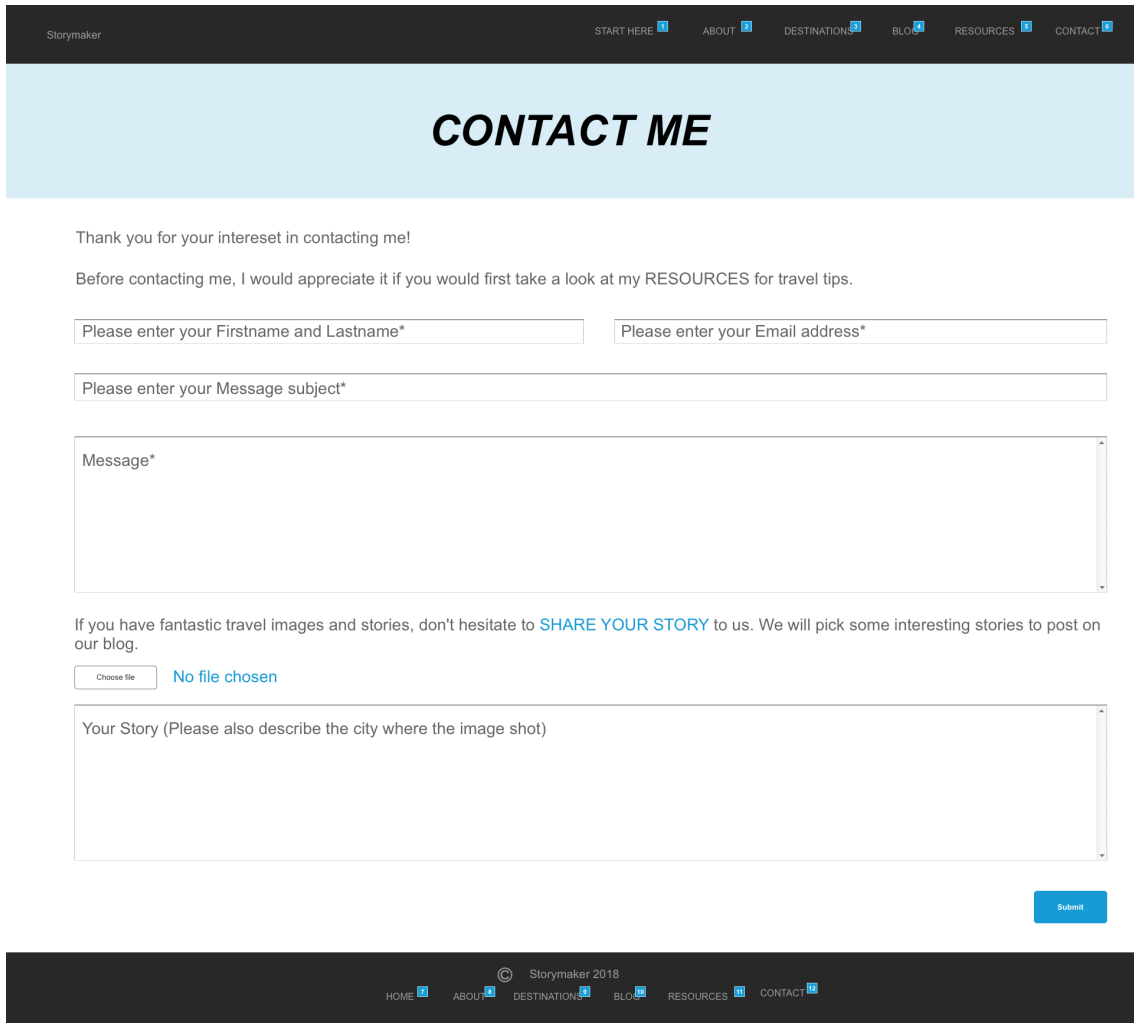 Storymaker START HERE 1 ABOUT 2 DESTINATIONS 3 BLOG 4 RESOURCES 5 CONTACT 6
CONTACT ME
Thank you for your intereset in contacting me!
Before contacting me, I would appreciate it if you would first take a look at my RESOURCES for travel tips.
Please enter your Firstname and Lastname* Please enter your Email address*
Please enter your Message subject*
Message*
If you have fantastic travel images and stories, don't hesitate to SHARE YOUR STORY to us. We will pick some interesting stories to post on
our blog.
Choose file No file chosen
Your Story (Please also describe the city where the image shot)
Submit
© Storymaker 2018
HOME 7 ABOUT 8 DESTINATIONS 9 BLOG 10 RESOURCES 11 CONTACT 12